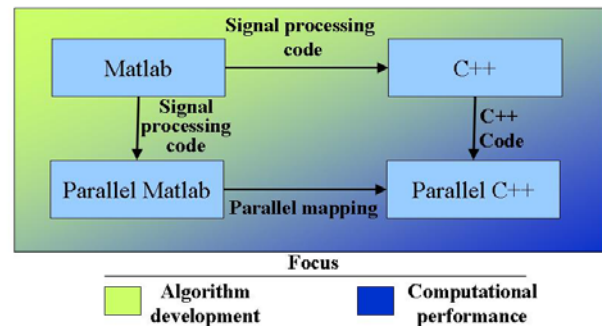 Signal processing
code
Matlab
C++
Signal
processing
code
C++
Code
Parallel Matlab
Parallel C++
Parallel mapping
Focus
Algorithm
development
Computational
performance